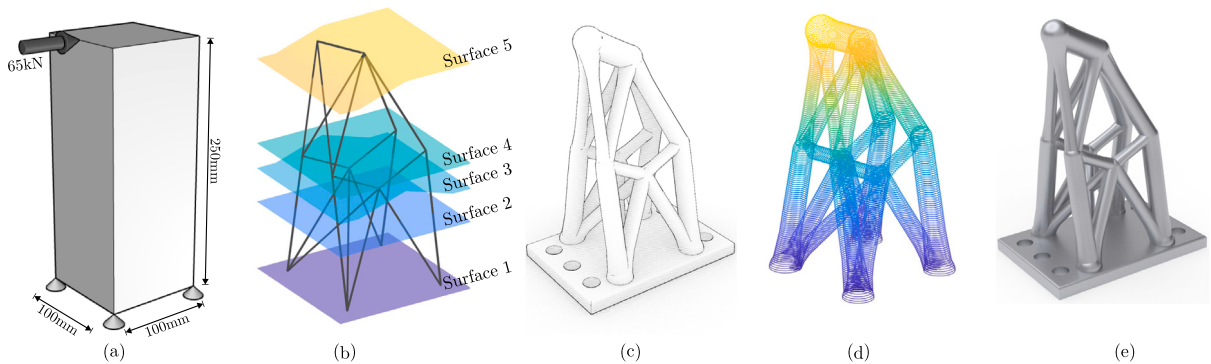 65kN
250mm
100mm
100mm
(a)
Surface 5
Surface 4
Surface 3
Surface 2
Surface 1
(b)
(c)
(d)
(e)